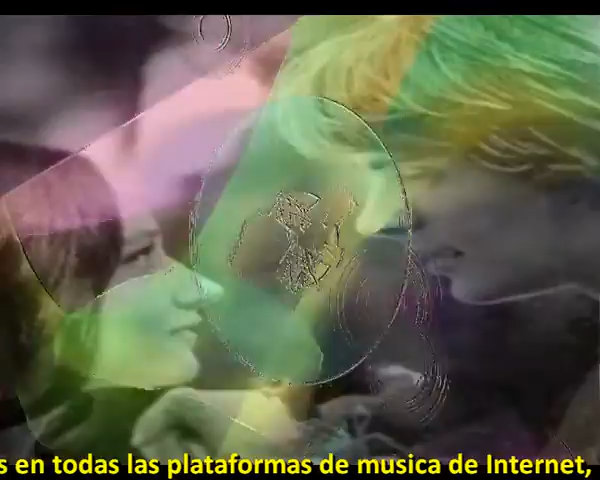 en todas las plataformas de musica de Internet,